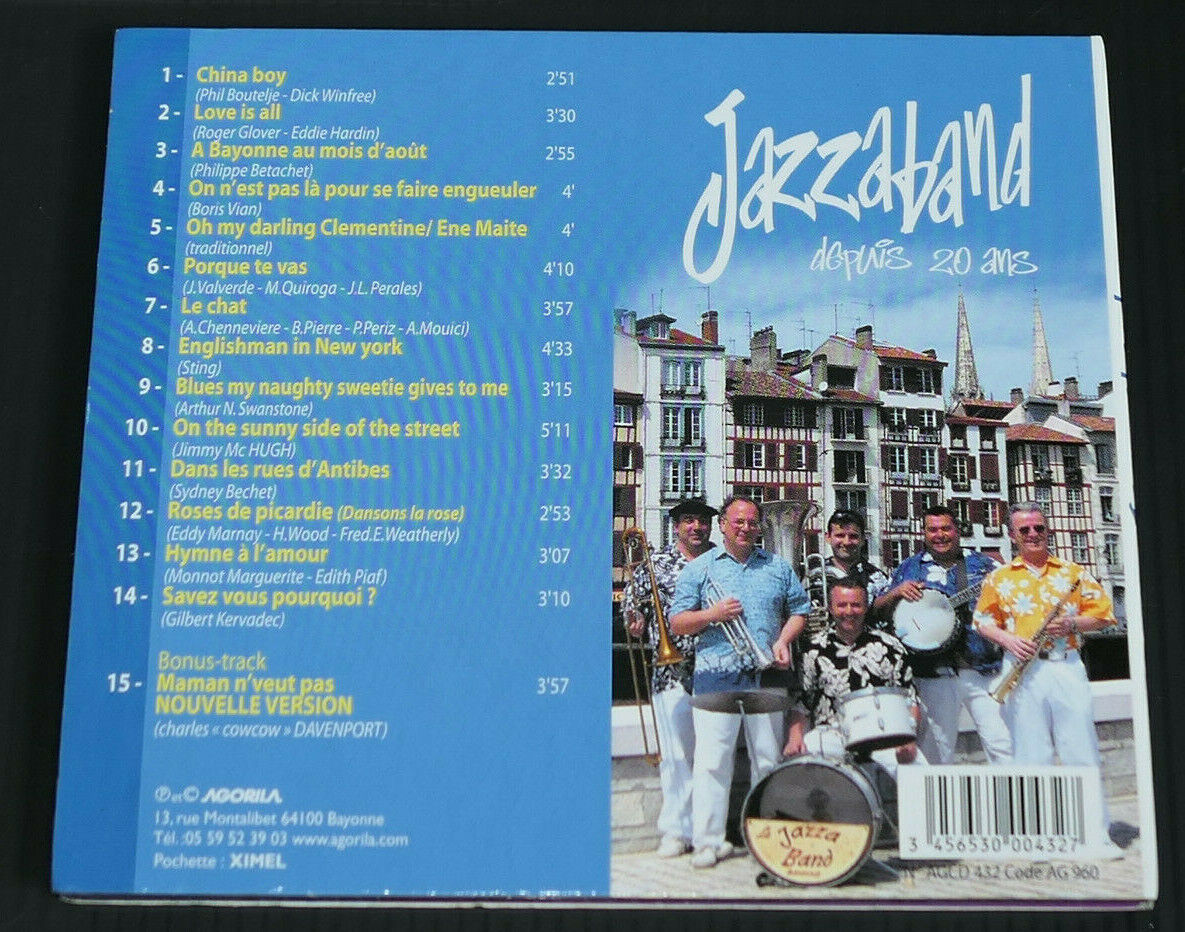 1 - China boy 2'51
(Phil Boutelje - Dick Winfree)
2 - Love is all 3'30
(Roger Glover - Eddie Hardin)
3 - A Bayonne au mois d'août 2'55
(Philippe Betachet)
4 - On n'est pas là pour se faire engueuler 4'
(Boris Vian)
5 - Oh my darling Clementine/ Ene Maite 4'
(traditionnel)
6 - Porque te vas 4'10
(J.Valverde - M.Quiroga - J.L. Perales)
7 - Le chat 3'57
(A.Chenneviere - B.Pierre - P.Periz - A.Mouici)
8 - Englishman in New york 4'33
(Sting)
9 - Blues my naughty sweetie gives to me 3'15
(Arthur N. Swanstone)
10 - On the sunny side of the street 5'11
(Jimmy Mc HUGH)
11 - Dans les rues d'Antibes 3'32
(Sydney Bechet)
12 - Roses de picardie (Dansons la rose) 2'53
(Eddy Marnay - H.Wood - Fred.E.Weatherly)
13 - Hymne à l'amour 3'07
(Monnot Marguerite - Edith Piaf)
14 - Savez vous pourquoi ? 3'10
(Gilbert Kervadec)
Bonus-track
15 - Maman n'veut pas 3'57
NOUVELLE VERSION
(charles « cowcow » DAVENPORT)
℗ et © AGORILA
13, rue Montalibet 64100 Bayonne
Tél. :05 59 52 39 03 www.agorila.com
Pochette : XIMEL
Jazzaband
depuis 20 ans
Jazza
Band
3 456530 004327
N° AGCD 432 Code AG 960